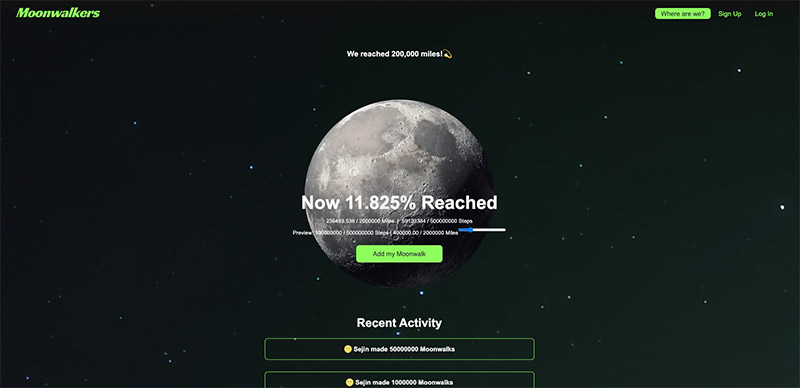 Moonwalkers
Where are we? Sign Up Log In
We reached 200,000 miles!💫
Now 11.825% Reached
236493.536 / 2000000 Miles / 59123384 / 500000000 Steps
Preview: 100000000 / 500000000 Steps | 400000.00 / 2000000 Miles
Add my Moonwalk
Recent Activity
🌝 Sejin made 50000000 Moonwalks
🌝 Sejin made 1000000 Moonwalks